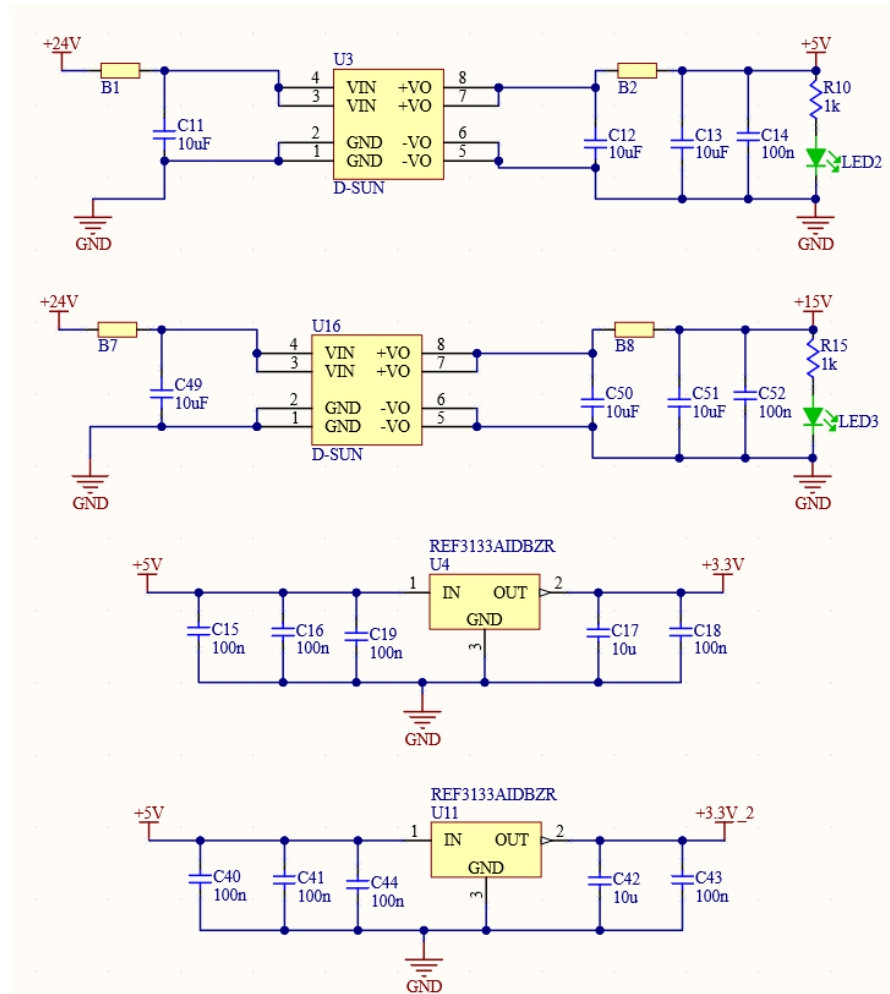 +24V
B1
C11
10uF
GND
U3
4 VIN +VO 8
3 VIN +VO 7
2 GND -VO 6
1 GND -VO 5
D-SUN
B2
C12
10uF
C13
10uF
C14
100n
+5V
R10
1k
LED2
GND
+24V
B7
C49
10uF
GND
U16
4 VIN +VO 8
3 VIN +VO 7
2 GND -VO 6
1 GND -VO 5
D-SUN
B8
C50
10uF
C51
10uF
C52
100n
+15V
R15
1k
LED3
GND
REF3133AIDBZR
U4
+5V
1 IN OUT 2
GND
3
+3.3V
C15
100n
C16
100n
C19
100n
C17
10u
C18
100n
GND
REF3133AIDBZR
U11
+5V
1 IN OUT 2
GND
3
+3.3V_2
C40
100n
C41
100n
C44
100n
C42
10u
C43
100n
GND